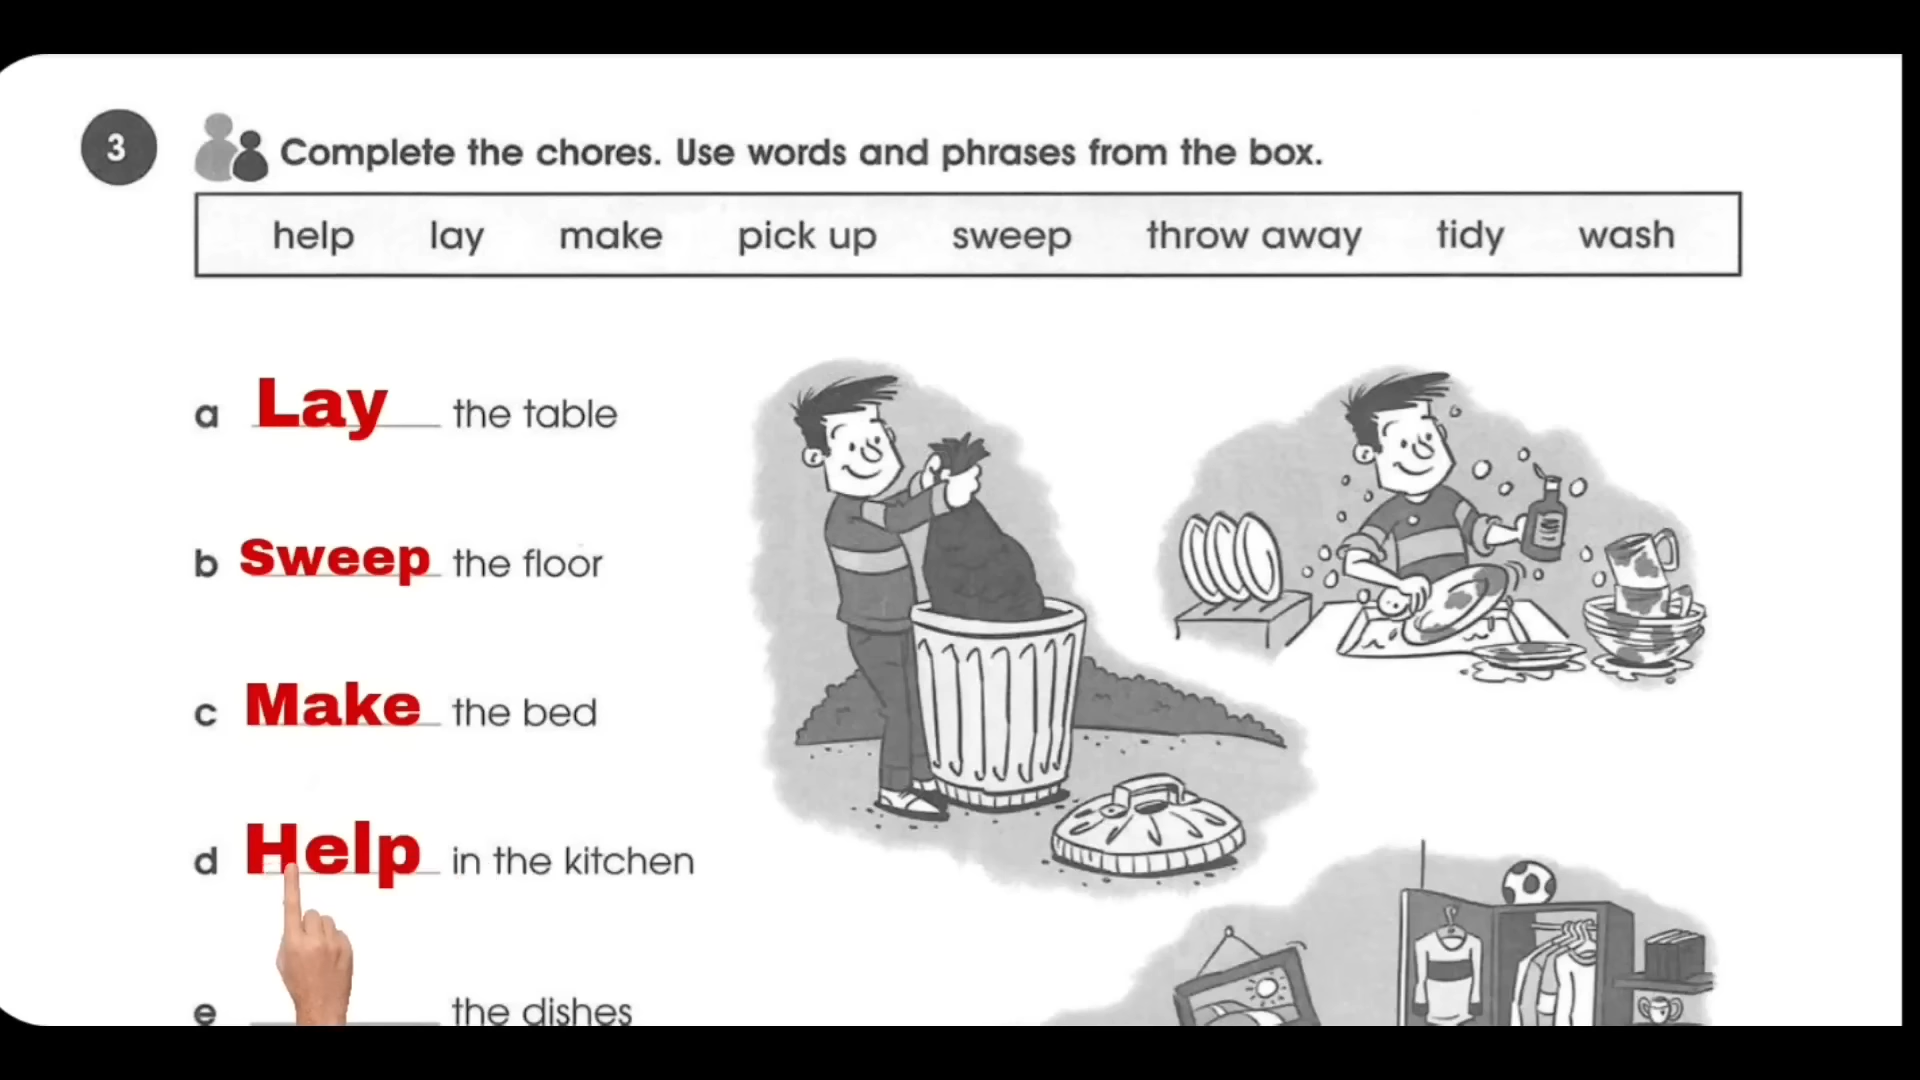 3 Complete the chores. Use words and phrases from the box.
help lay make pick up sweep throw away tidy wash
a Lay the table
b Sweep the floor
c Make the bed
d Help in the kitchen
e the dishes